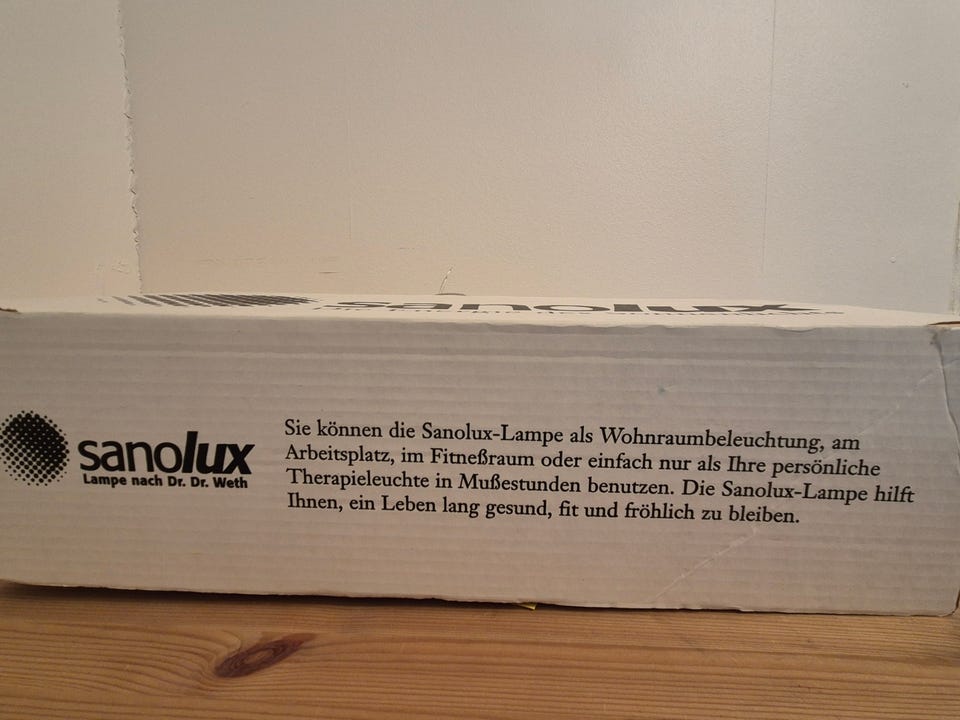 sanolux
sanolux
Lampe nach Dr. Dr. Weth
Sie können die Sanolux-Lampe als Wohnraumbeleuchtung, am
Arbeitsplatz, im Fitneßraum oder einfach nur als Ihre persönliche
Therapieleuchte in Mußestunden benutzen. Die Sanolux-Lampe hilft
Ihnen, ein Leben lang gesund, fit und fröhlich zu bleiben.